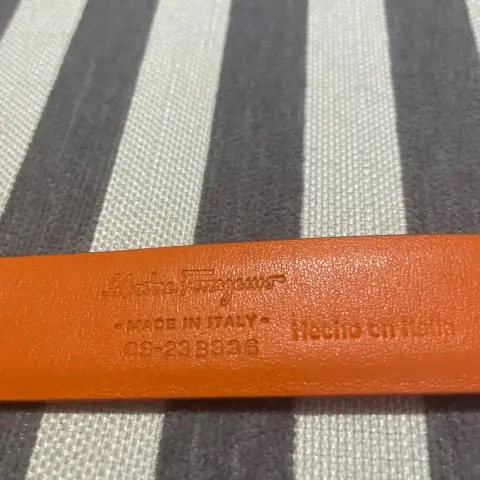 Salvatore Ferragamo
• MADE IN ITALY •
Hecho en Italia
CS-23 B336